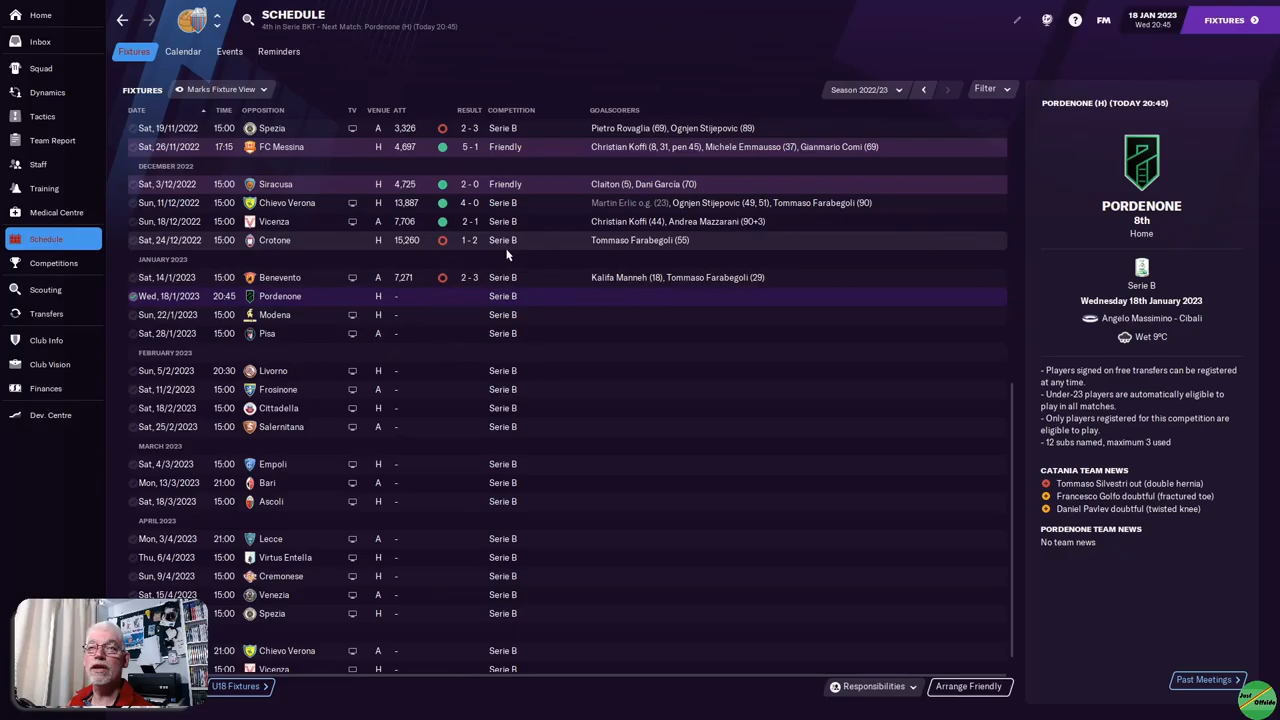 SCHEDULE
4th in Serie BKT - Next Match: Pordenone (H) (Today 20:45)
FM
18 JAN 2023
Wed 20:45
FIXTURES
Home
Inbox
Squad
Dynamics
Tactics
Team Report
Staff
Training
Medical Centre
Schedule
Competitions
Scouting
Transfers
Club Info
Club Vision
Finances
Dev. Centre
Fixtures Calendar Events Reminders
FIXTURES Marks Fixture View Season 2022/23 Filter
DATE TIME OPPOSITION TV VENUE ATT RESULT COMPETITION GOALSCORERS
Sat, 19/11/2022 15:00 Spezia A 3,326 2 - 3 Serie B Pietro Rovaglia (69), Ognjen Stijepovic (89)
Sat, 26/11/2022 17:15 FC Messina H 4,697 5 - 1 Friendly Christian Koffi (8, 31, pen 45), Michele Emmausso (37), Gianmario Comi (69)
DECEMBER 2022
Sat, 3/12/2022 15:00 Siracusa H 4,725 2 - 0 Friendly Claiton (5), Dani García (70)
Sun, 11/12/2022 15:00 Chievo Verona H 13,887 4 - 0 Serie B Martin Erlic o.g. (23), Ognjen Stijepovic (49, 51), Tommaso Farabegoli (90)
Sun, 18/12/2022 15:00 Vicenza A 7,706 2 - 1 Serie B Christian Koffi (44), Andrea Mazzarani (90+3)
Sat, 24/12/2022 15:00 Crotone H 15,260 1 - 2 Serie B Tommaso Farabegoli (55)
JANUARY 2023
Sat, 14/1/2023 15:00 Benevento A 7,271 2 - 3 Serie B Kalifa Manneh (18), Tommaso Farabegoli (29)
Wed, 18/1/2023 20:45 Pordenone H - Serie B
Sun, 22/1/2023 15:00 Modena H - Serie B
Sat, 28/1/2023 15:00 Pisa A - Serie B
FEBRUARY 2023
Sun, 5/2/2023 20:30 Livorno H - Serie B
Sat, 11/2/2023 15:00 Frosinone A - Serie B
Sat, 18/2/2023 15:00 Cittadella H - Serie B
Sat, 25/2/2023 15:00 Salernitana A - Serie B
MARCH 2023
Sat, 4/3/2023 15:00 Empoli H - Serie B
Mon, 13/3/2023 21:00 Bari A - Serie B
Sat, 18/3/2023 15:00 Ascoli H - Serie B
APRIL 2023
Mon, 3/4/2023 21:00 Lecce A - Serie B
Thu, 6/4/2023 15:00 Virtus Entella H - Serie B
Sun, 9/4/2023 15:00 Cremonese H - Serie B
Sat, 15/4/2023 15:00 Venezia A - Serie B
15:00 Spezia H - Serie B
21:00 Chievo Verona A - Serie B
15:00 Vicenza H - Serie B
U18 Fixtures Responsibilities Arrange Friendly
PORDENONE (H) (TODAY 20:45)
PORDENONE
8th
Home
Serie B
Wednesday 18th January 2023
Angelo Massimino - Cibali
Wet 9ºC
- Players signed on free transfers can be registered
at any time.
- Under-23 players are automatically eligible to
play in all matches.
- Only players registered for this competition are
eligible to play.
- 12 subs named, maximum 3 used
CATANIA TEAM NEWS
Tommaso Silvestri out (double hernia)
Francesco Golfo doubtful (fractured toe)
Daniel Pavlev doubtful (twisted knee)
PORDENONE TEAM NEWS
No team news
Past Meetings
Just
Offside